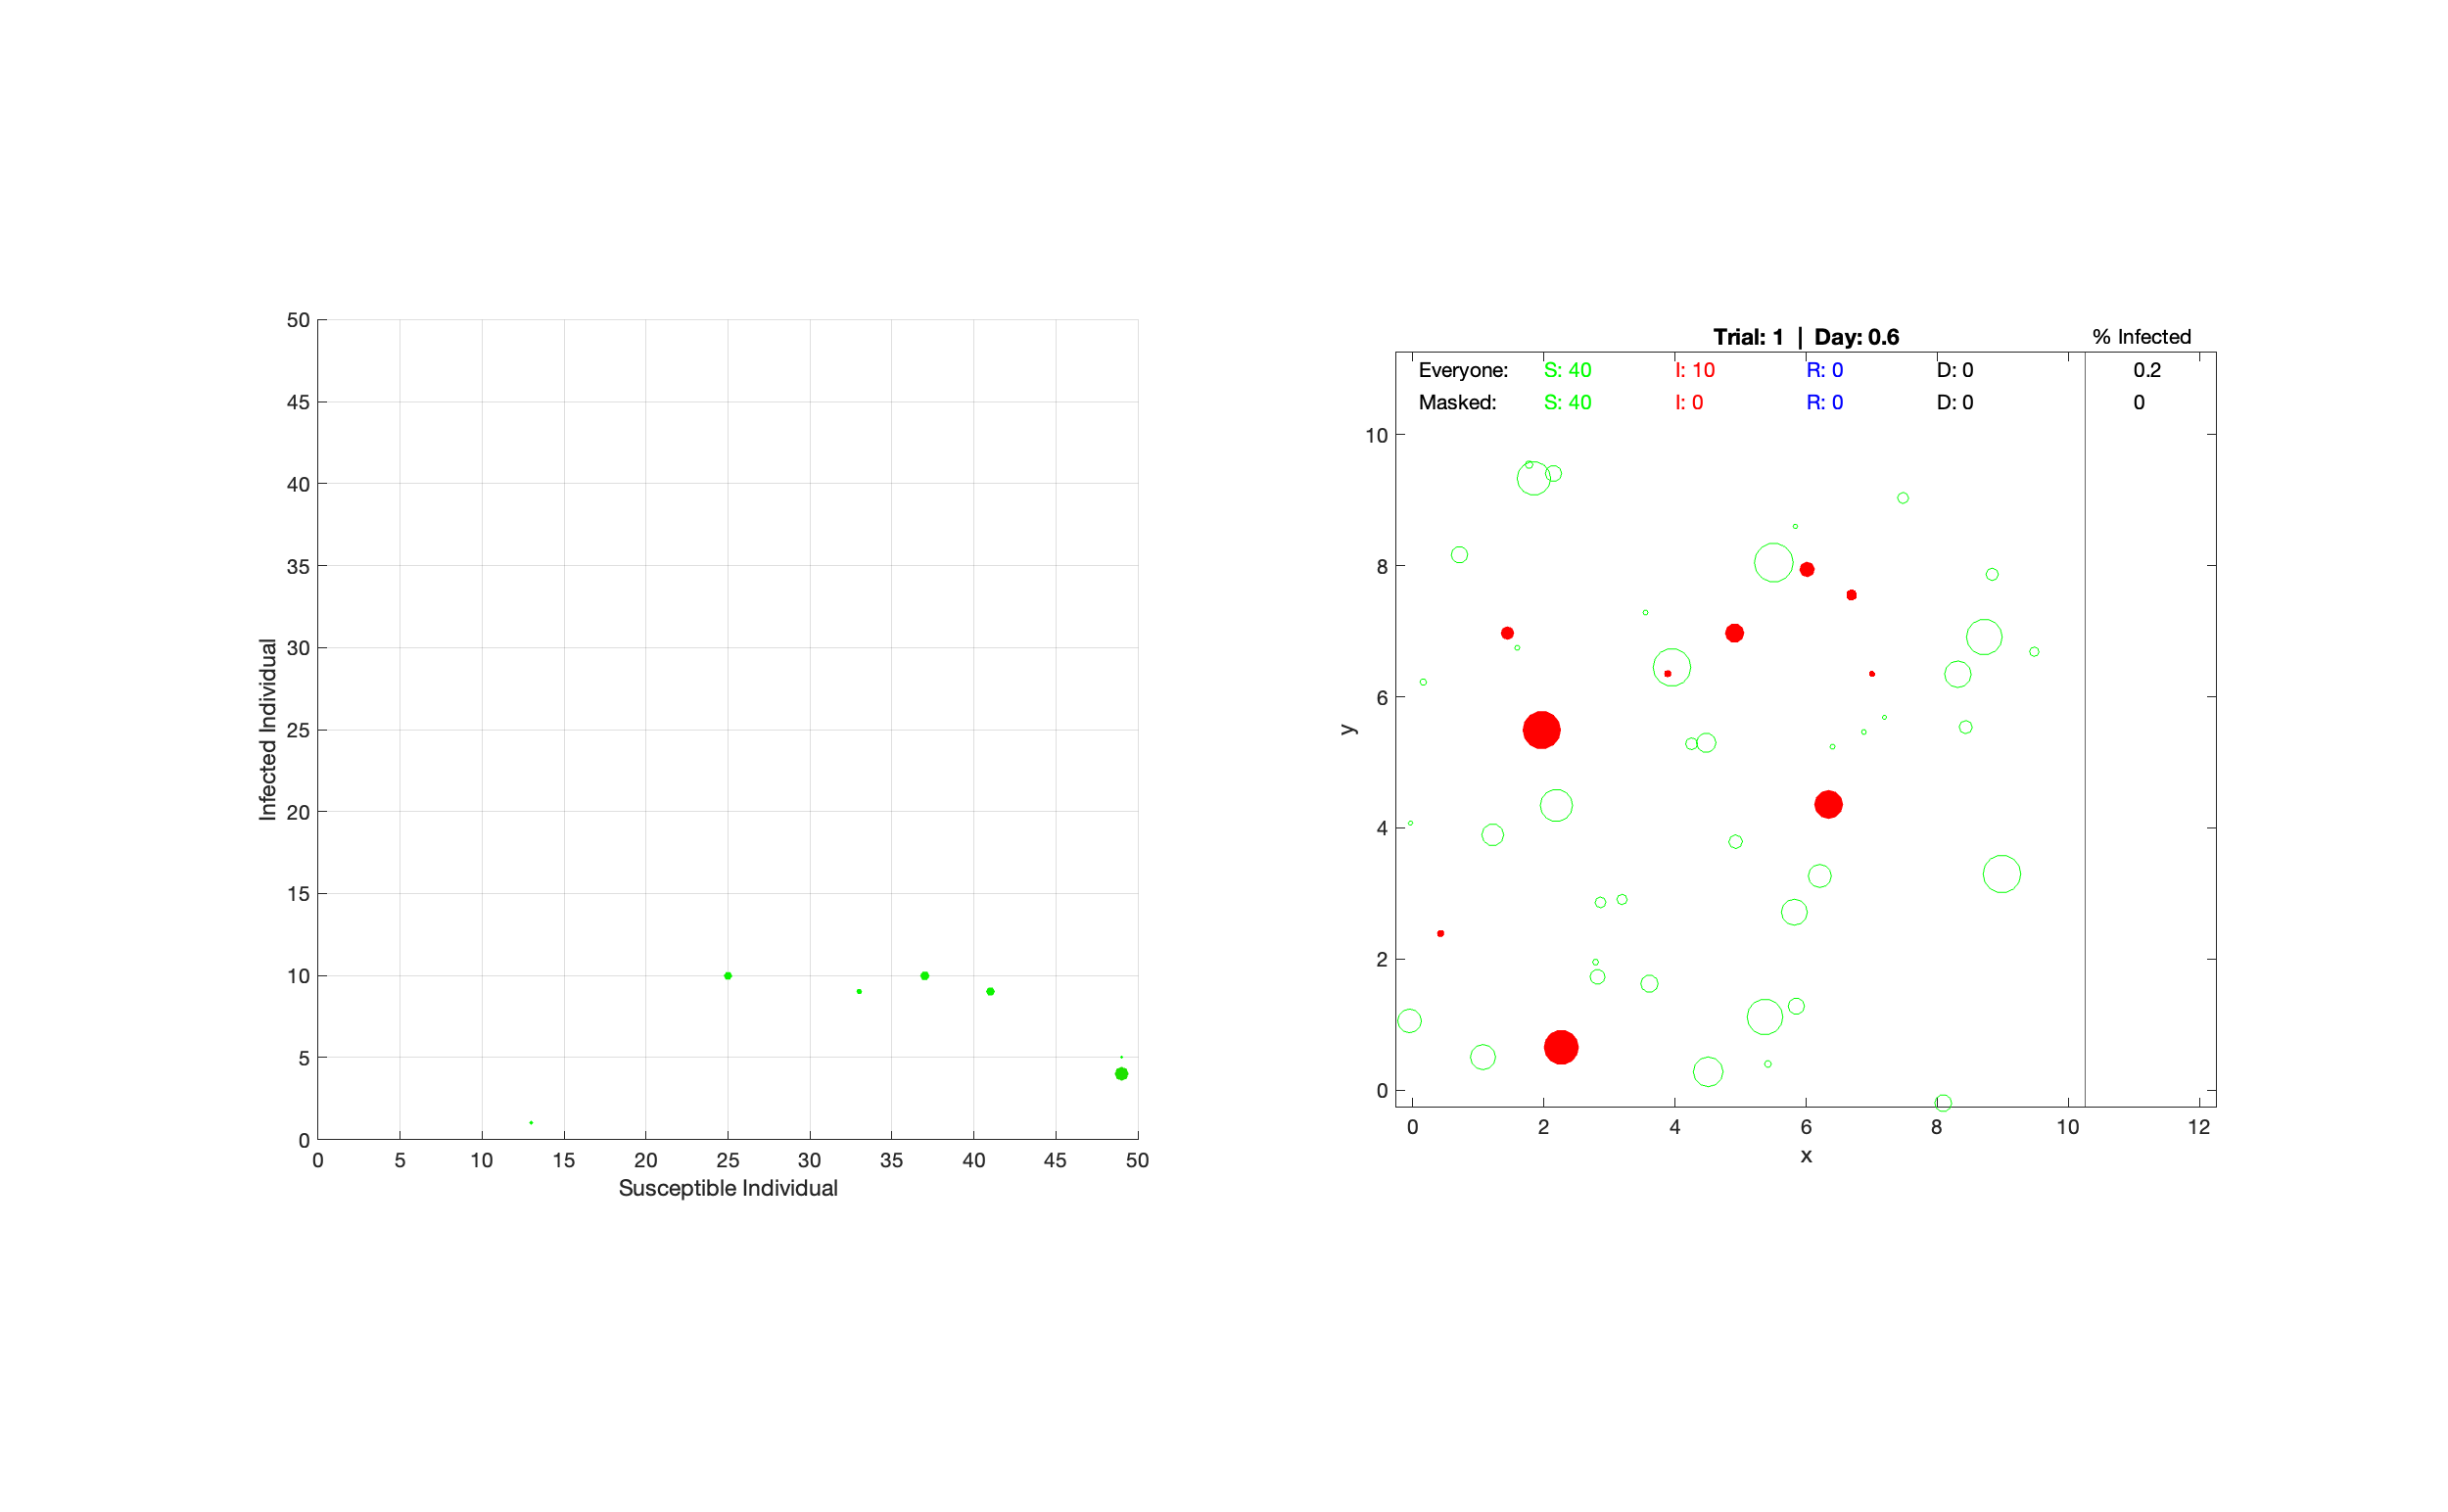 50
45
40
35
30
25
20
15
10
5
0
Infected Individual
0 5 10 15 20 25 30 35 40 45 50
Susceptible Individual
Trial: 1 | Day: 0.6 % Infected
Everyone: S: 40 I: 10 R: 0 D: 0 0.2
Masked: S: 40 I: 0 R: 0 D: 0 0
10
8
6
4
2
0
y
0 2 4 6 8 10 12
x